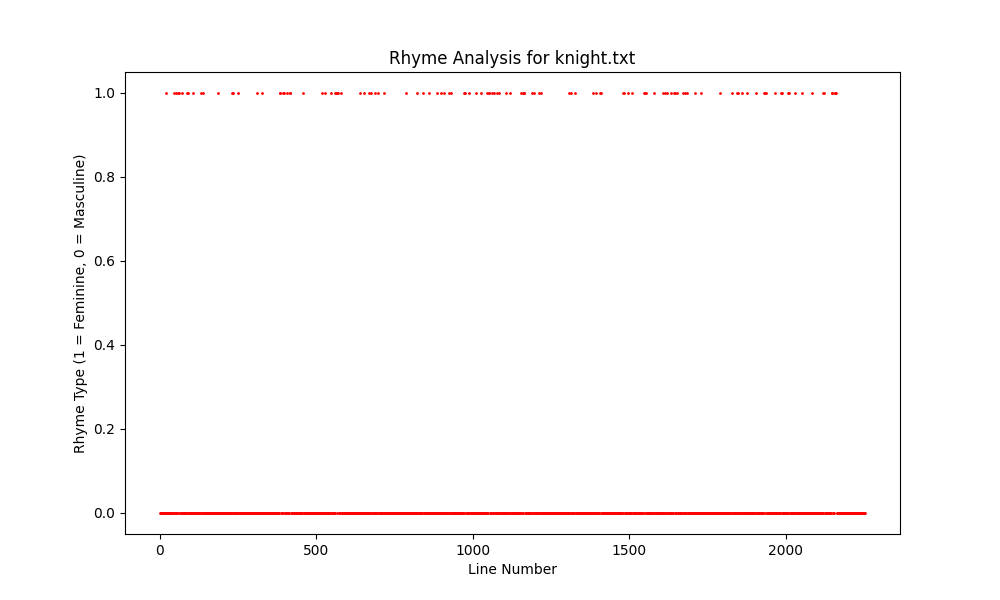 Rhyme Analysis for knight.txt
Rhyme Type (1 = Feminine, 0 = Masculine)
1.0
0.8
0.6
0.4
0.2
0.0
0 500 1000 1500 2000
Line Number